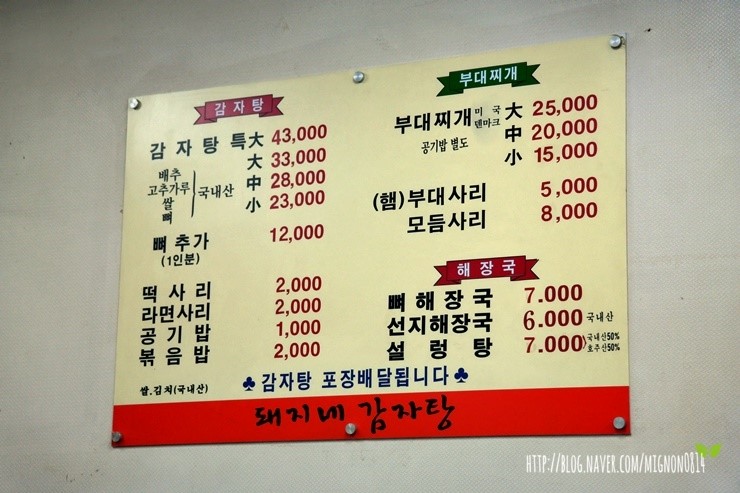 감자탕
감 자 탕 특大 43,000
大 33,000
배추
고추가루
쌀
뼈
국내산
中 28,000
小 23,000
뼈 추가 12,000
(1인분)
떡 사 리 2,000
라면사리 2,000
공 기 밥 1,000
볶 음 밥 2,000
쌀.김치(국내산)
부대찌개
부대찌개 미 국 덴마크 大 25,000
공기밥 별도 中 20,000
小 15,000
(햄)부대사리 5,000
모듬사리 8,000
해장국
뼈해장국 7.000
선지해장국 6.000 국내산
설 렁 탕 7.000 국내산50%
호주산50%
♣ 감자탕 포장배달됩니다 ♣
돼지네 감자탕
HTTP://BLOG.NAVER.COM/MIGNON0814